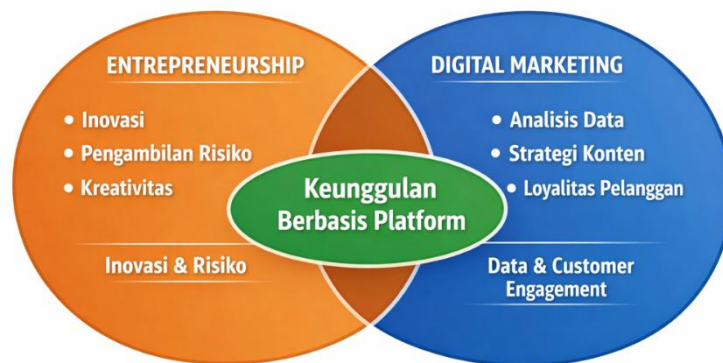 ENTREPRENEURSHIP
• Inovasi
• Pengambilan Risiko
• Kreativitas
Inovasi & Risiko
Keunggulan
Berbasis Platform
DIGITAL MARKETING
• Analisis Data
• Strategi Konten
• Loyalitas Pelanggan
Data & Customer
Engagement